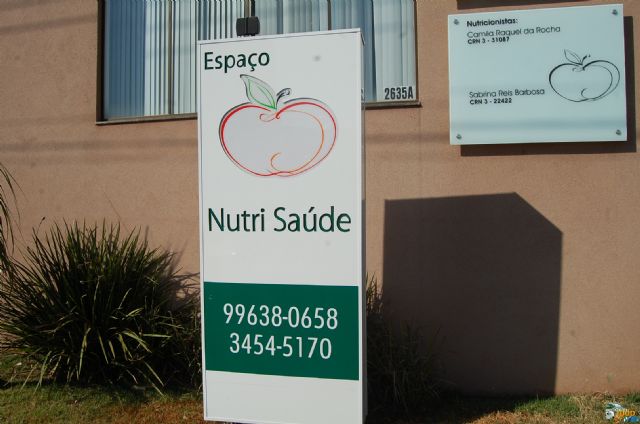 Espaço
Nutri Saúde
99638-0658
3454-5170
2635A
Nutricionistas:
Camila Raquel da Rocha
CRN 3 - 31087
Sabrina Reis Barbosa
CRN 3 - 22422